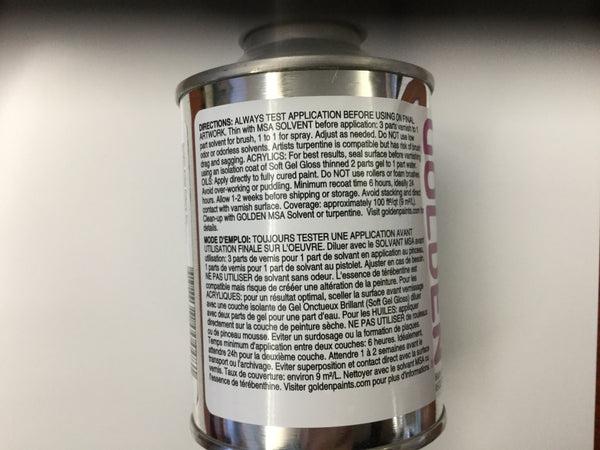 DIRECTIONS: ALWAYS TEST APPLICATION BEFORE USING ON FINAL
ARTWORK. Thin with MSA SOLVENT before application: 3 parts varnish to 1
part solvent for brush, 1 to 1 for spray. Adjust as needed. Do NOT use low
odor or odorless solvents. Artists turpentine is compatible but has risk of brush
drag and sagging. ACRYLICS: For best results, seal surface before varnishing
using an isolation coat of Soft Gel Gloss thinned 2 parts gel to 1 part water.
OILS: Apply directly to fully cured paint. Do NOT use rollers or foam brushes.
Avoid over-working or puddling. Minimum recoat time 6 hours, ideally 24
hours. Allow 1-2 weeks before shipping or storage. Avoid stacking and direct
contact with varnish surface. Coverage: approximately 100 ft²/qt (9 m²/L).
Clean-up with GOLDEN MSA Solvent or turpentine. Visit goldenpaints.com for
details.
MODE D'EMPLOI: TOUJOURS TESTER UNE APPLICATION AVANT
UTILISATION FINALE SUR L'OEUVRE. Diluer avec le SOLVANT MSA avant
utilisation: 3 parts de vernis pour 1 part de solvant en application au pinceau,
1 parts de vernis pour 1 part de solvant au pistolet. Ajuster en cas de besoin.
NE PAS UTILISER de solvant sans odeur. L'essence de térébentine est
compatible mais risque de crééer une altération de la peinture. Pour les
ACRYLIQUES: pour un résultat optimal, sceller la surface avant vernissage
avec une couche isolante de Gel Onctueux Brillant (Soft Gel Gloss) diluer
avec deux parts de gel pour une part d'eau. Pour les HUILES: appliquer
directement sur la couche de peinture sèche. NE PAS UTILISER de rouleaux
ou de pinceau mousse. Eviter un surdosage ou la formation de plaques.
Temps minimum d'application entre deux couches: 6 heures. Idéalement,
attendre 24h pour la deuxième couche. Attendre 1 à 2 semaines avant le
transport ou l'archivage. Eviter superposition et contact direct avec la surface
vernis. Taux de couverture: environ 9 m²/L. Nettoyer avec le solvant MSA ou
l'essence de térébenthine. Visiter goldenpaints.com pour plus d'informations.
GOLDEN